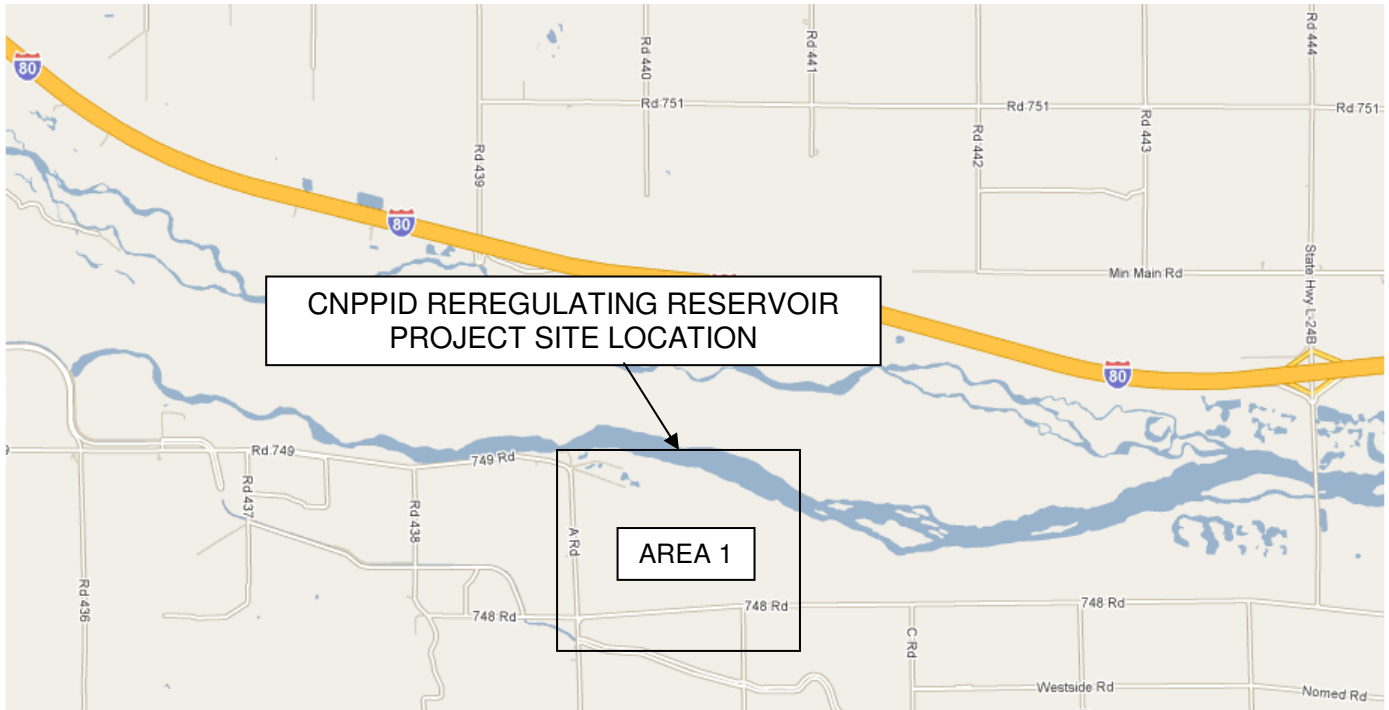 Rd 440
Rd 441
Rd 444
80
Rd 751
Rd 751
Rd 751
Rd 439
Rd 442
Rd 443
80
Min Main Rd
State Hwy L-24B
CNPPID REREGULATING RESERVOIR
PROJECT SITE LOCATION
80
Rd 749
749 Rd
Rd 437
Rd 438
A Rd
AREA 1
Rd 436
748 Rd
748 Rd
748 Rd
C Rd
Westside Rd
Nomed Rd